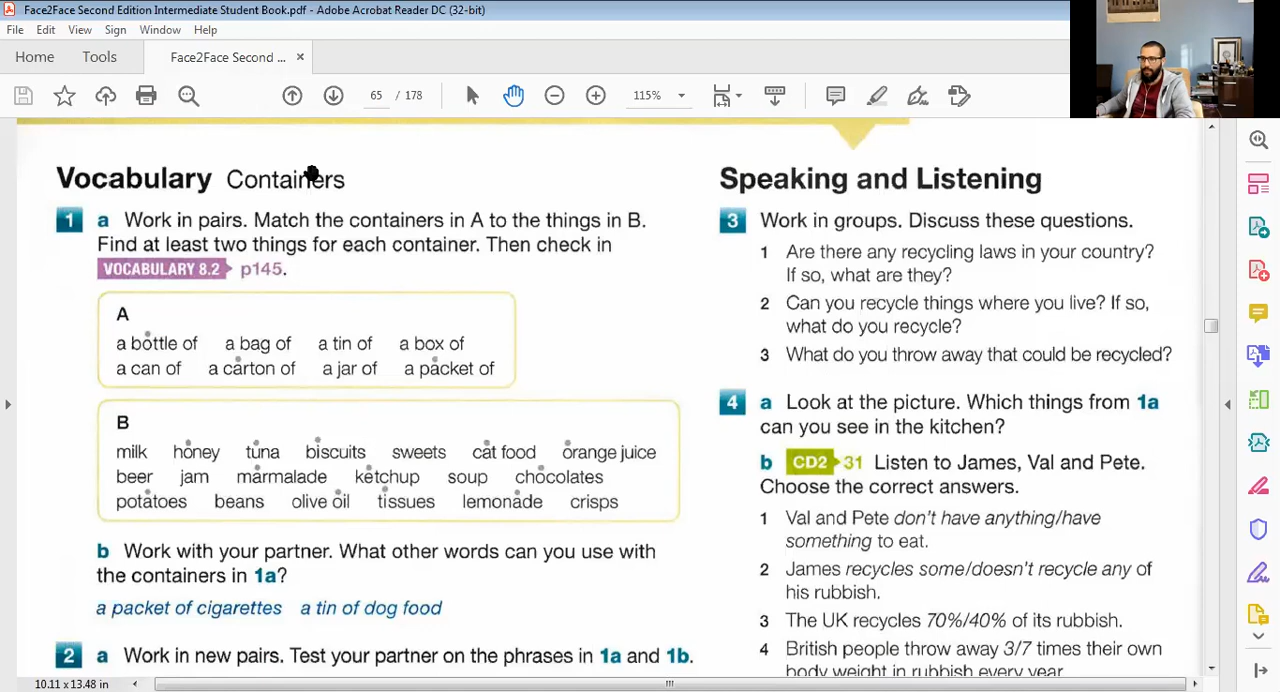 Face2Face Second Edition Intermediate Student Book.pdf - Adobe Acrobat Reader DC (32-bit)
File Edit View Sign Window Help
Home Tools Face2Face Second ... ×
65 / 178 115%
Vocabulary Containers
1 a Work in pairs. Match the containers in A to the things in B.
Find at least two things for each container. Then check in
VOCABULARY 8.2 p145.
A
a bottle of a bag of a tin of a box of
a can of a carton of a jar of a packet of
B
milk honey tuna biscuits sweets cat food orange juice
beer jam marmalade ketchup soup chocolates
potatoes beans olive oil tissues lemonade crisps
b Work with your partner. What other words can you use with
the containers in 1a?
a packet of cigarettes a tin of dog food
2 a Work in new pairs. Test your partner on the phrases in 1a and 1b.
Speaking and Listening
3 Work in groups. Discuss these questions.
1 Are there any recycling laws in your country?
If so, what are they?
2 Can you recycle things where you live? If so,
what do you recycle?
3 What do you throw away that could be recycled?
4 a Look at the picture. Which things from 1a
can you see in the kitchen?
b CD2 31 Listen to James, Val and Pete.
Choose the correct answers.
1 Val and Pete don't have anything/have
something to eat.
2 James recycles some/doesn't recycle any of
his rubbish.
3 The UK recycles 70%/40% of its rubbish.
4 British people throw away 3/7 times their own
body weight in rubbish every year.
10.11 x 13.48 in